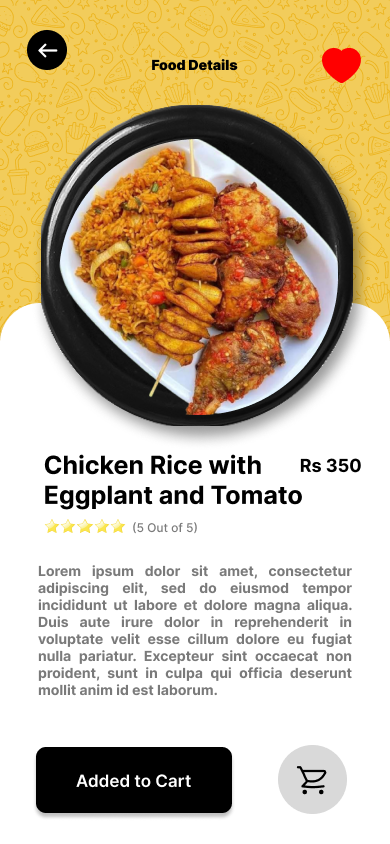 Food Details
Chicken Rice with
Rs 350
Eggplant and Tomato
(5 Out of 5)
Lorem ipsum dolor sit amet, consectetur
adipiscing elit, sed do eiusmod tempor
incididunt ut labore et dolore magna aliqua.
Duis aute irure dolor in reprehenderit in
voluptate velit esse cillum dolore eu fugiat
nulla pariatur. Excepteur sint occaecat non
proident, sunt in culpa qui officia deserunt
mollit anim id est laborum.
Added to Cart